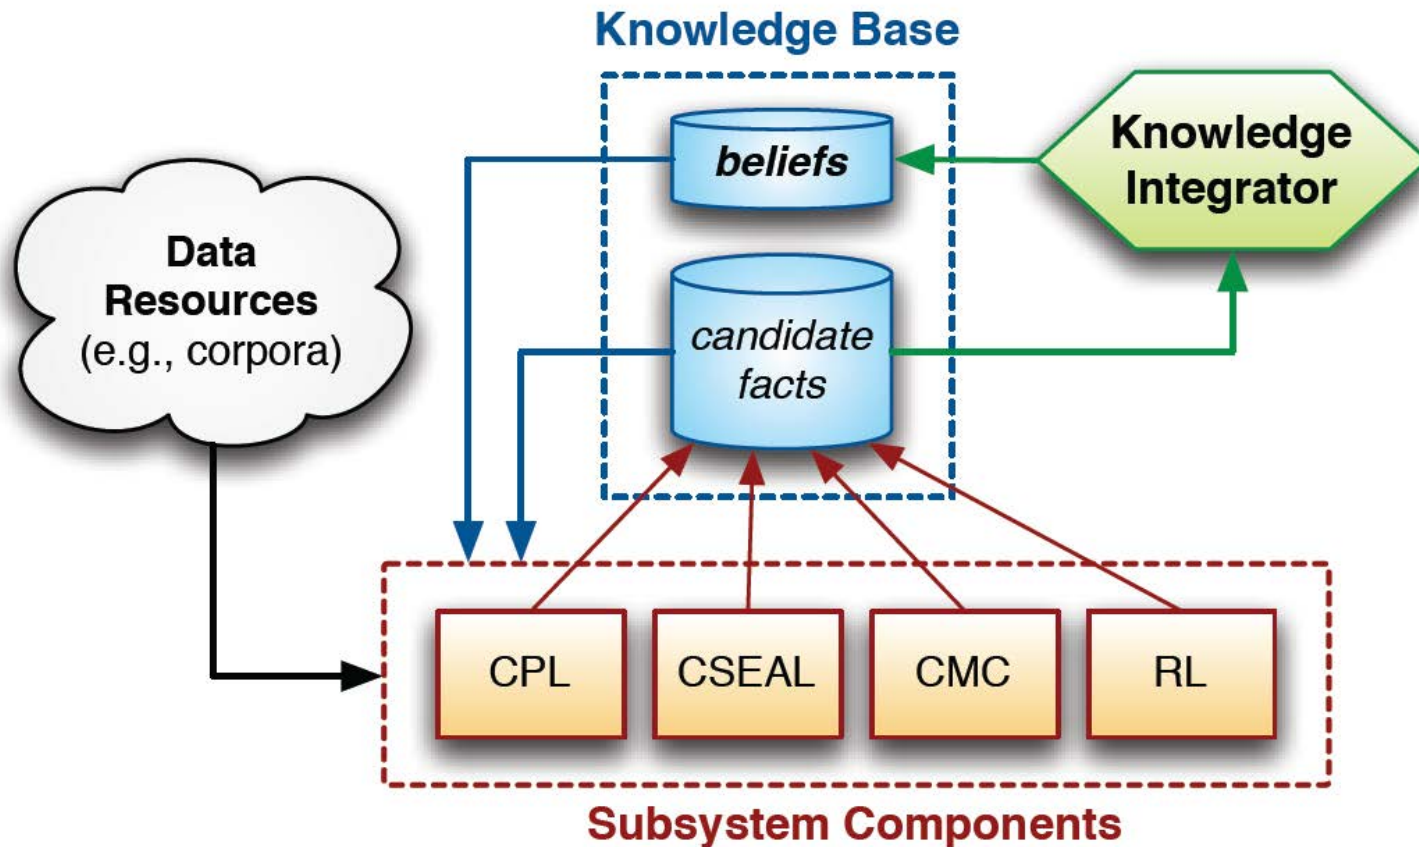 Knowledge Base
beliefs
Knowledge
Integrator
Data
Resources
(e.g., corpora)
candidate
facts
CPL
CSEAL
CMC
RL
Subsystem Components